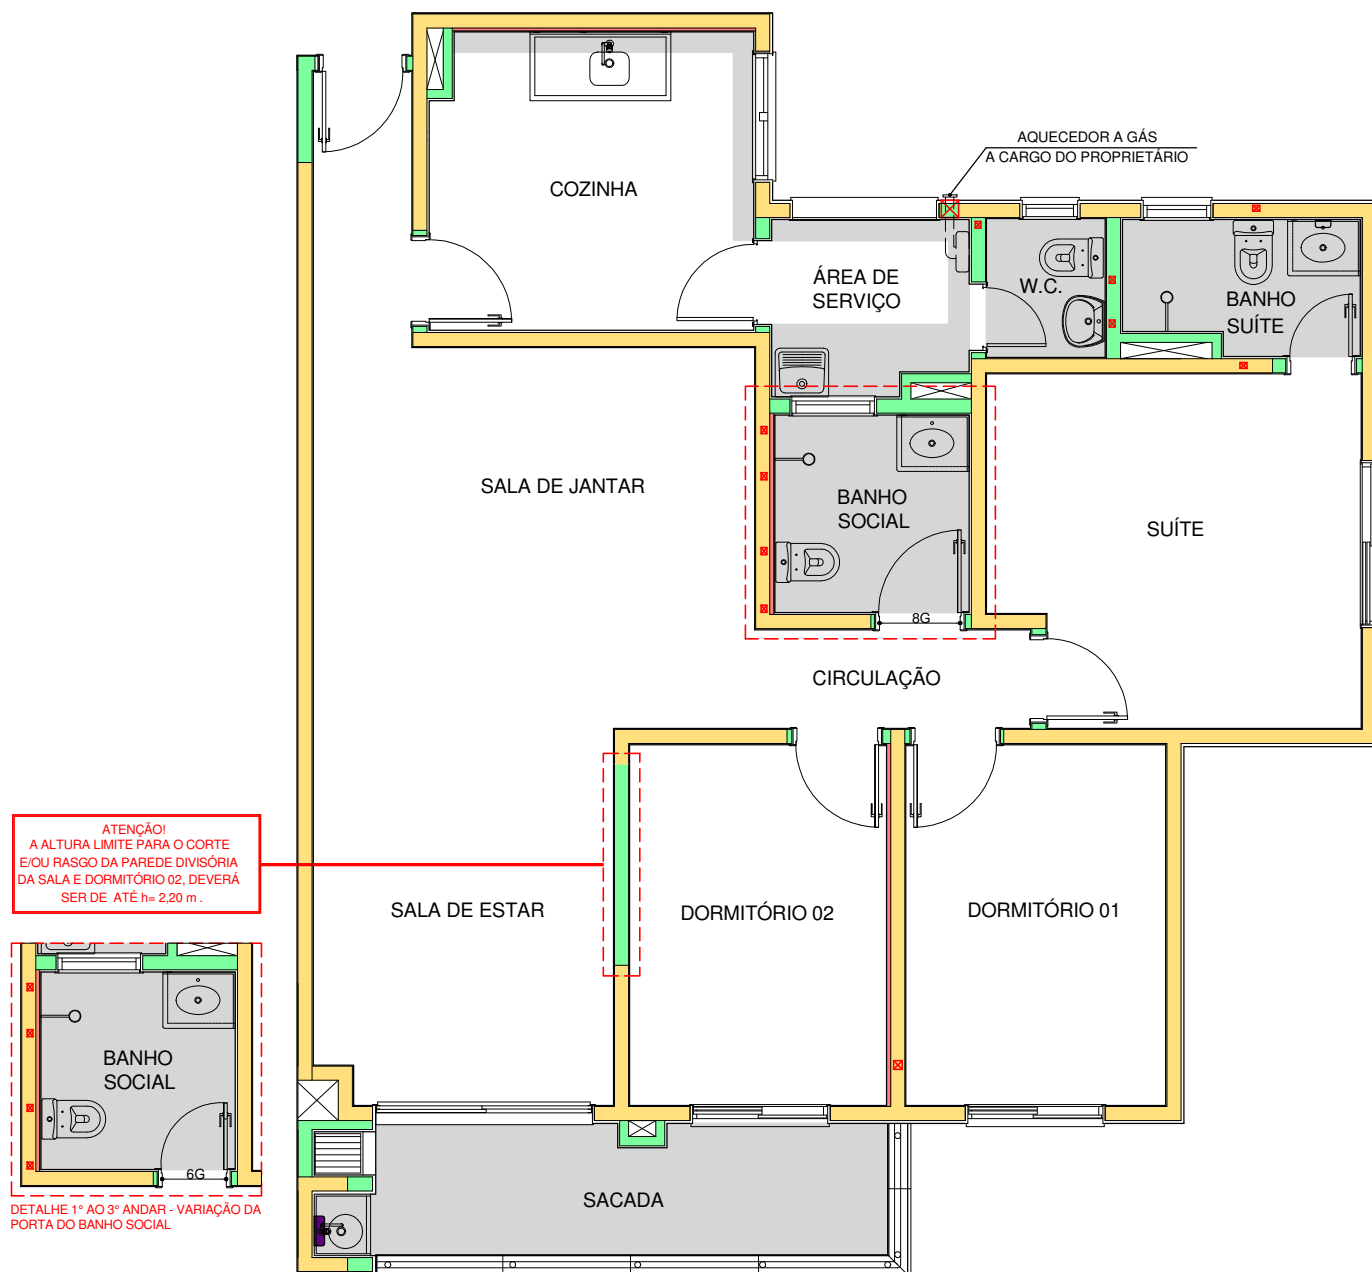 AQUECEDOR A GÁS
A CARGO DO PROPRIETÁRIO
COZINHA
ÁREA DE
SERVIÇO
W.C.
BANHO
SUÍTE
SALA DE JANTAR
BANHO
SOCIAL
SUÍTE
8G
CIRCULAÇÃO
ATENÇÃO!
A ALTURA LIMITE PARA O CORTE
E/OU RASGO DA PAREDE DIVISÓRIA
DA SALA E DORMITÓRIO 02, DEVERÁ
SER DE ATÉ h= 2,20 m .
SALA DE ESTAR
DORMITÓRIO 02
DORMITÓRIO 01
BANHO
SOCIAL
6G
DETALHE 1° AO 3° ANDAR - VARIAÇÃO DA
PORTA DO BANHO SOCIAL
SACADA